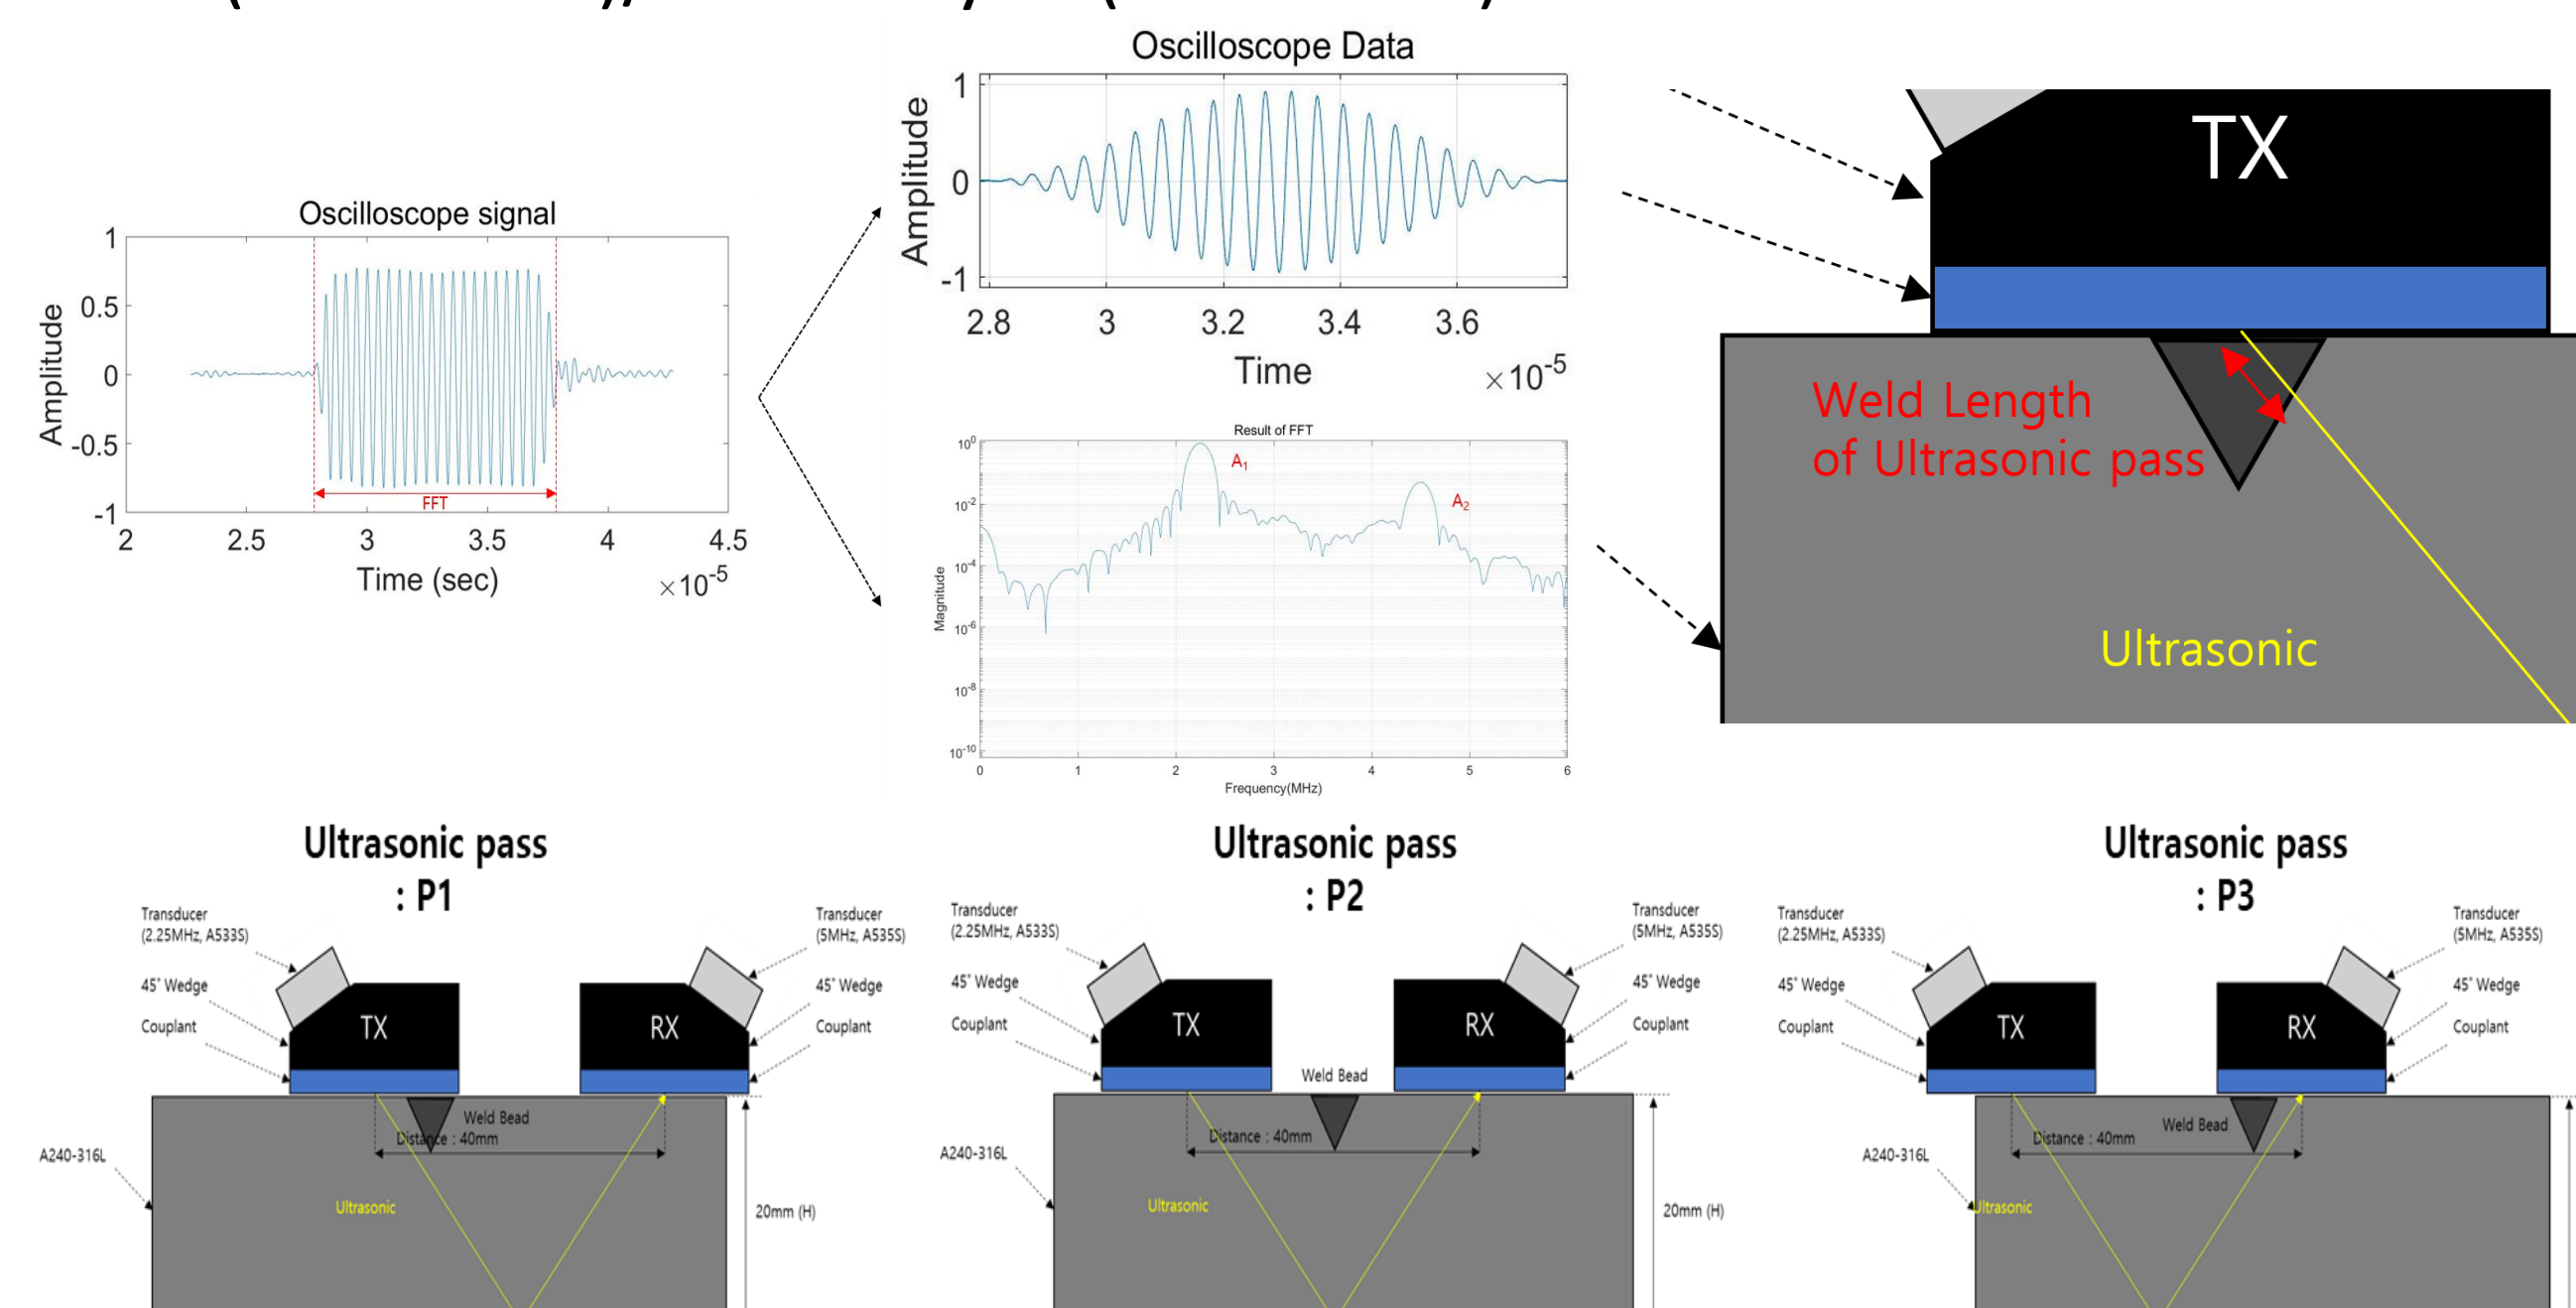 Oscilloscope signal
Amplitude
1
0.5
0
-0.5
-1
FFT
2
2.5
3
3.5
4
4.5
Time (sec)
×10-5
Oscilloscope Data
Amplitude
1
0
-1
2.8
3
3.2
3.4
3.6
Time
×10-5
Result of FFT
Magnitude
100
10-2
10-4
10-6
10-8
10-10
A1
A2
0
1
2
3
4
5
6
Frequency(MHz)
TX
Weld Length
of Ultrasonic pass
Ultrasonic
Ultrasonic pass
: P1
Transducer
(2.25MHz, A533S)
45° Wedge
Couplant
TX
RX
Transducer
(5MHz, A535S)
45° Wedge
Couplant
Weld Bead
Distance : 40mm
A240-316L
Ultrasonic
20mm (H)
Ultrasonic pass
: P2
Transducer
(2.25MHz, A533S)
45° Wedge
Couplant
TX
RX
Transducer
(5MHz, A535S)
45° Wedge
Couplant
Weld Bead
Distance : 40mm
A240-316L
Ultrasonic
20mm (H)
Ultrasonic pass
: P3
Transducer
(2.25MHz, A533S)
45° Wedge
Couplant
TX
RX
Transducer
(5MHz, A535S)
45° Wedge
Couplant
Weld Bead
Distance : 40mm
A240-316L
Ultrasonic